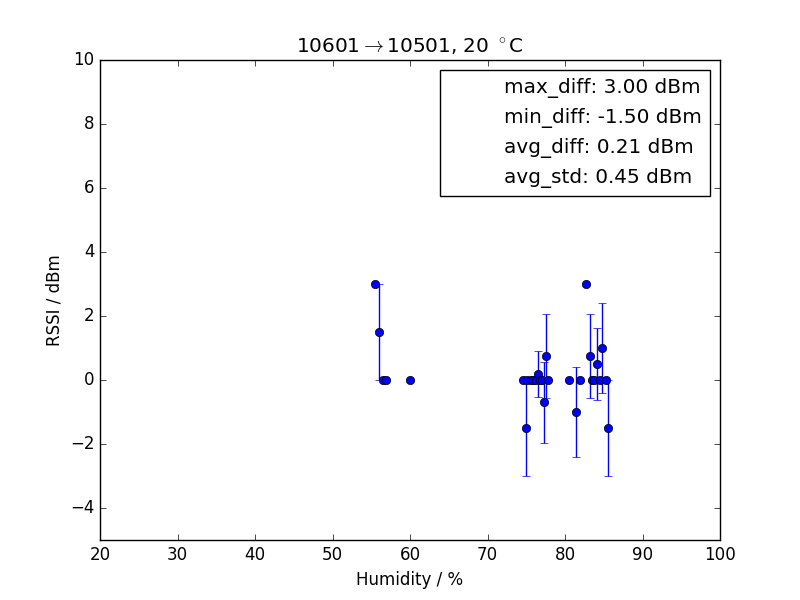 10601→10501, 20 °C
max_diff: 3.00 dBm
min_diff: -1.50 dBm
avg_diff: 0.21 dBm
avg_std: 0.45 dBm
10
8
6
4
2
0
−2
−4
RSSI / dBm
20 30 40 50 60 70 80 90 100
Humidity / %